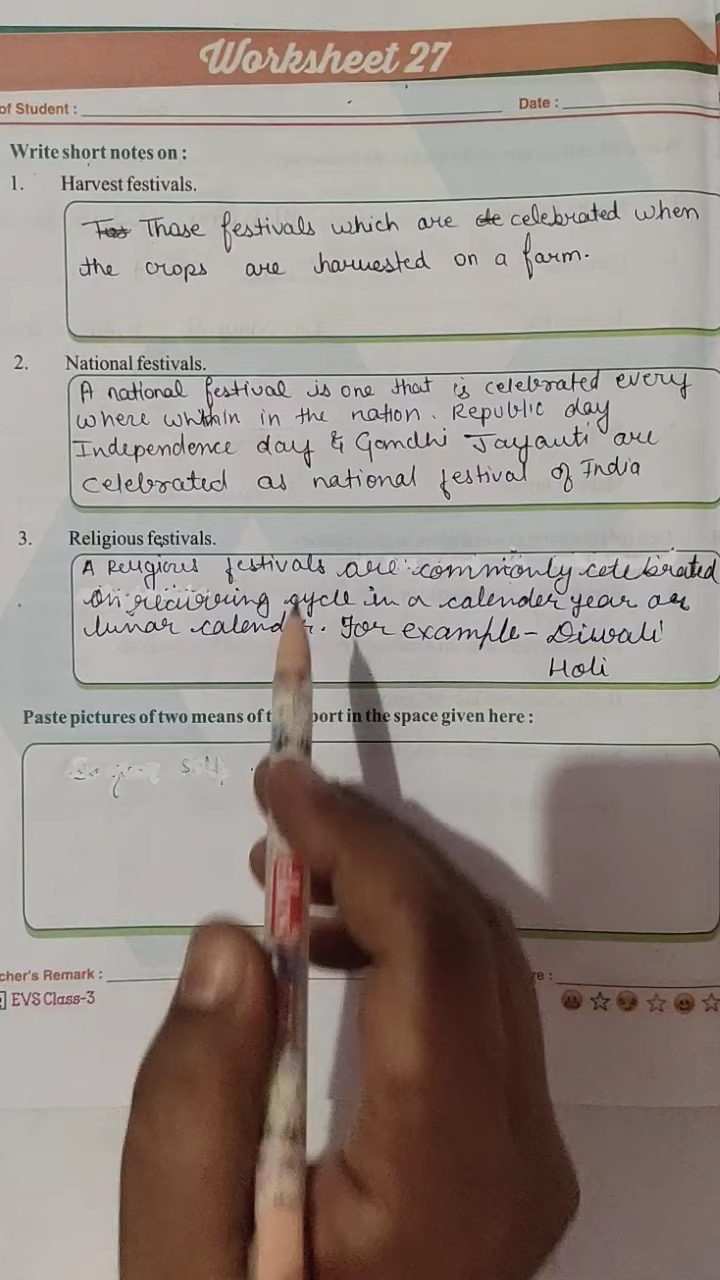 Worksheet 27
of Student :
Date :
Write short notes on :
1. Harvest festivals.
Those festivals which are celebrated when
the crops are harvested on a farm.
2. National festivals.
A national festival is one that is celebrated every
where whithin in the nation. Republic day
Independence day & Gandhi Jayanti are
celebrated as national festival of India
3. Religious festivals.
A Religious festivals are commonly celebrated
on recurring cycle in a calender year or
lunar calender. For example - Diwali
Holi
Paste pictures of two means of t port in the space given here :
cher's Remark :
re :
EVS Class-3